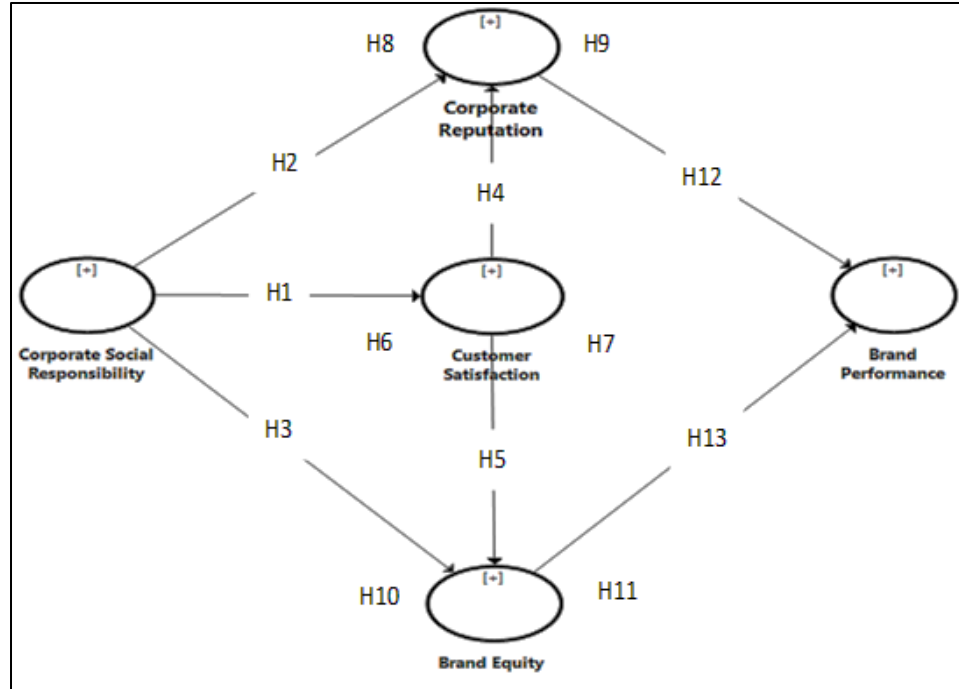 [+]
H8
H9
Corporate
Reputation
H2
H4
H12
[+]
[+]
[+]
H1
H6
H7
Corporate Social
Responsibility
Customer
Satisfaction
Brand
Performance
H3
H5
H13
[+]
H10
H11
Brand Equity